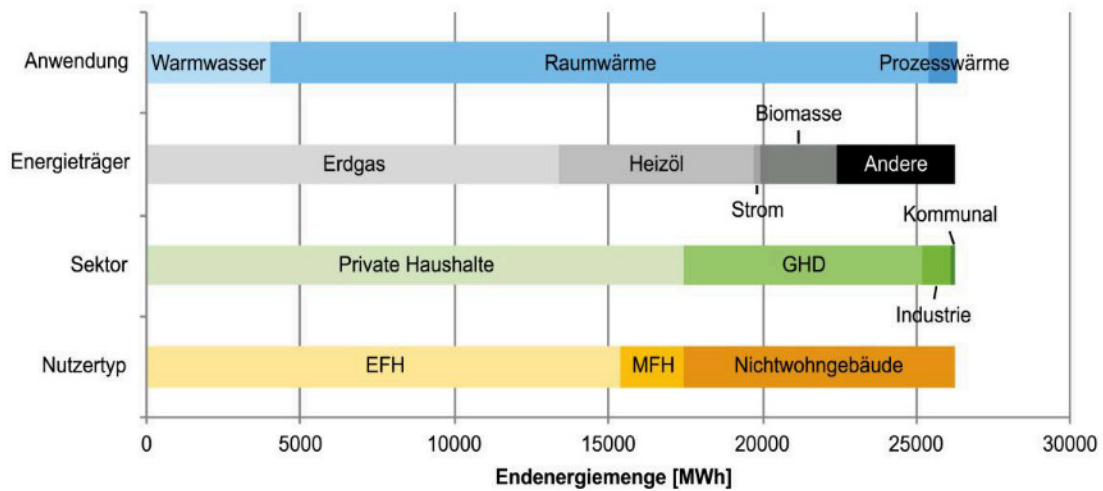 Anwendung
Warmwasser
Raumwärme
Prozesswärme
Biomasse
Energieträger
Erdgas
Heizöl
Andere
Strom
Kommunal
Sektor
Private Haushalte
GHD
Industrie
Nutzertyp
EFH
MFH
Nichtwohngebäude
0
5000
10000
15000
20000
25000
30000
Endenergiemenge [MWh]